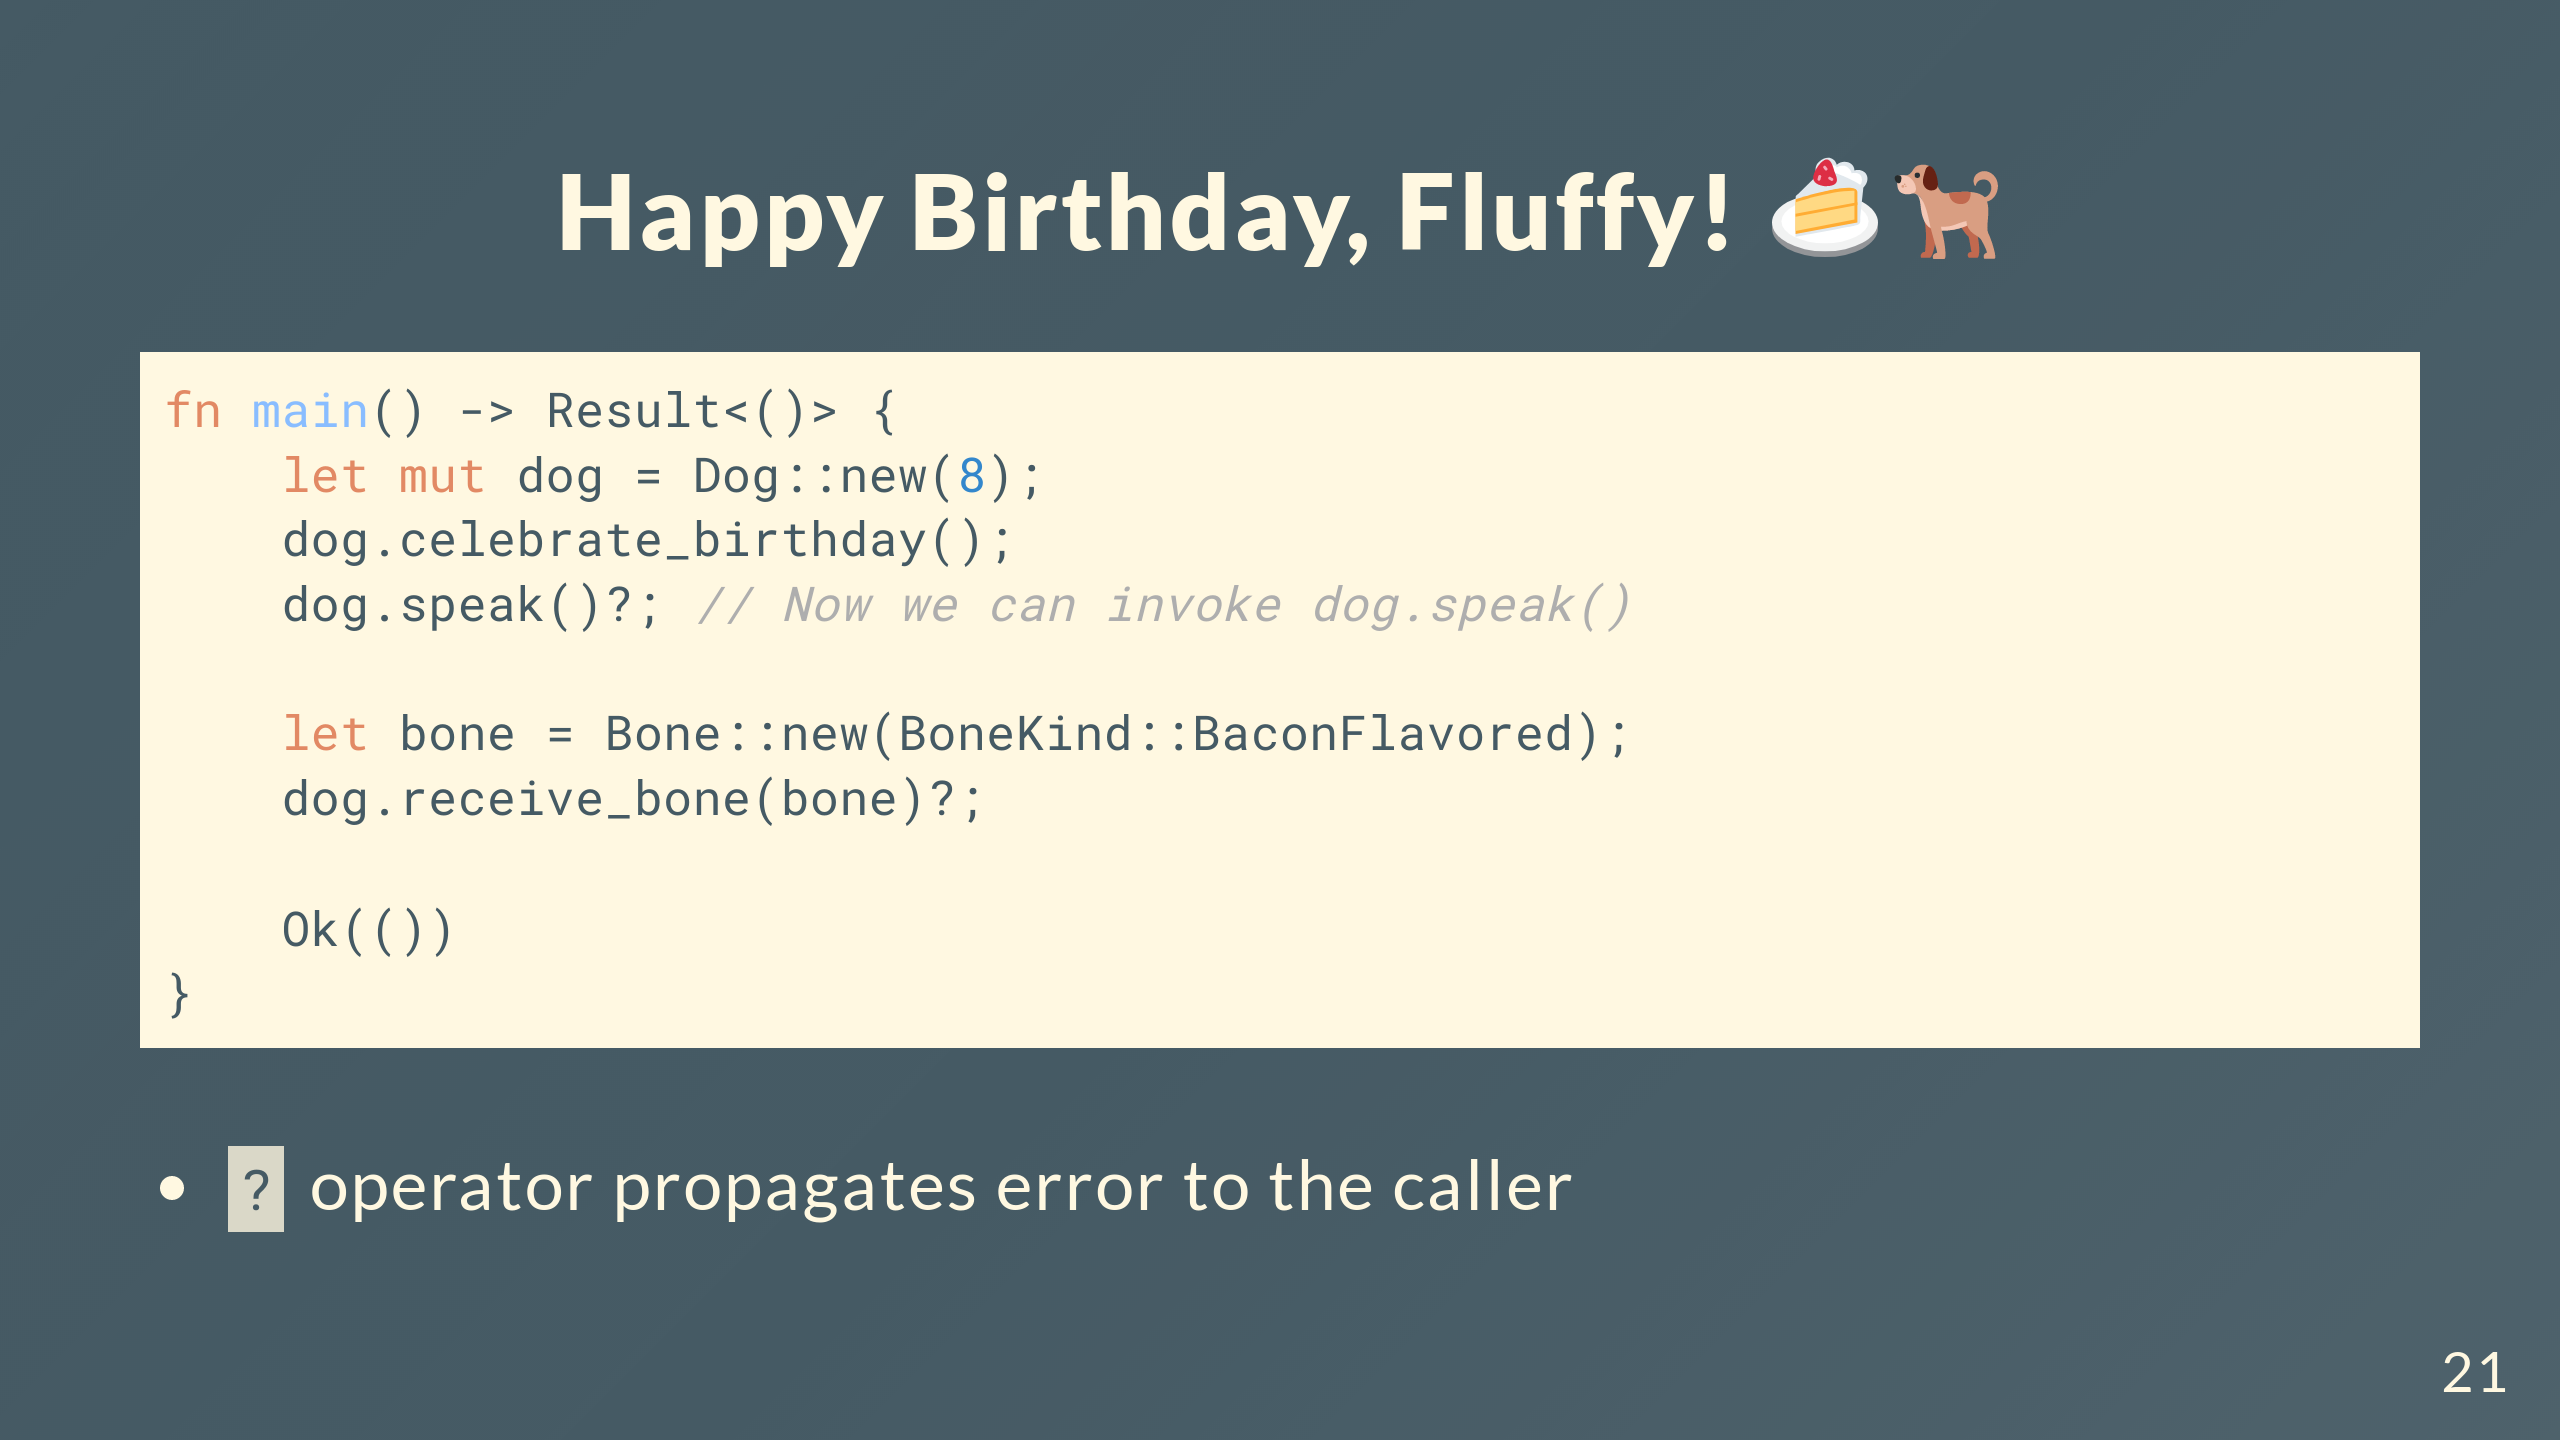 Happy Birthday, Fluffy! 🍰🐕
fn main() -> Result<()> {
    let mut dog = Dog::new(8);
    dog.celebrate_birthday();
    dog.speak()?; // Now we can invoke dog.speak()
    let bone = Bone::new(BoneKind::BaconFlavored);
    dog.receive_bone(bone)?;
    Ok(())
}
• ? operator propagates error to the caller
21